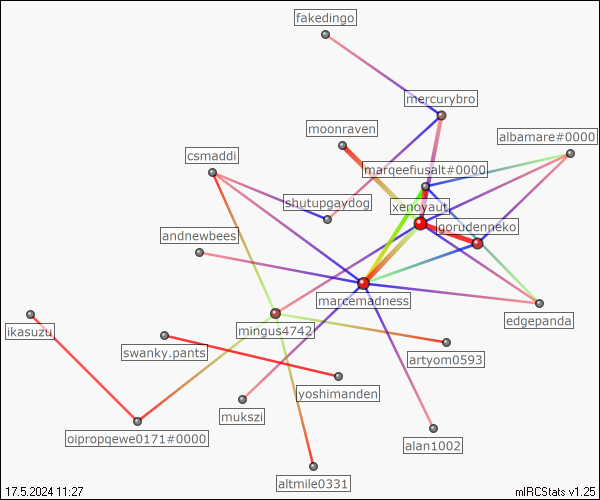 fakedingo
mercurybro
moonraven
albamare#0000
csmaddi
marqeefiusalt#0000
shutupgaydog
xenoyaut
gorudenneko
andnewbees
marcemadness
edgepanda
ikasuzu
mingus4742
swanky.pants
artyom0593
yoshimanden
mukszi
oipropqewe0171#0000
alan1002
altmile0331
17.5.2024 11:27
mIRCStats v1.25